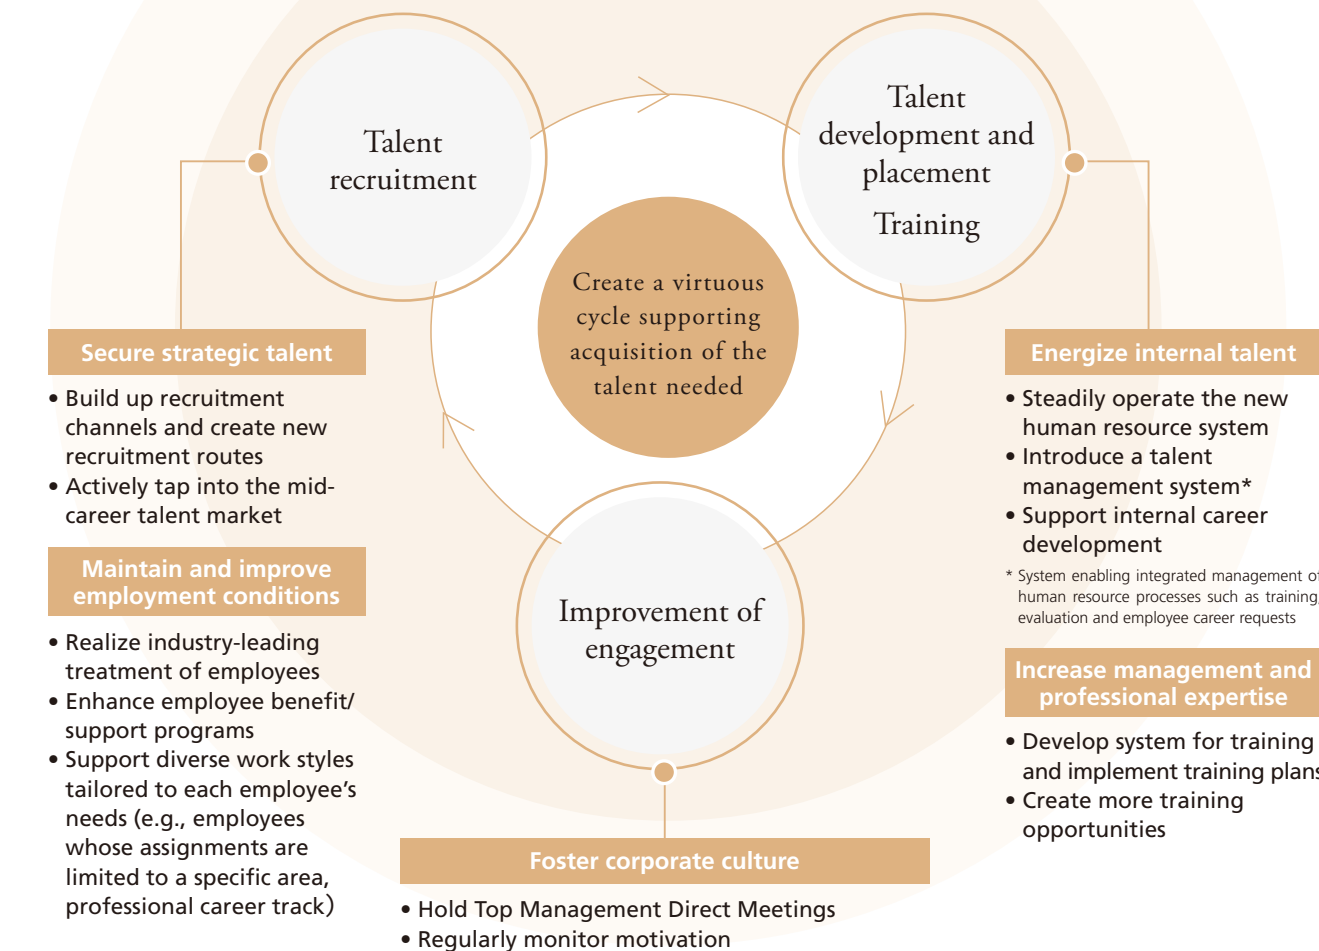 Talent
recruitment
Talent
development and
placement
Training
Create a virtuous
cycle supporting
acquisition of the
talent needed
Improvement of
engagement
Secure strategic talent
• Build up recruitment
channels and create new
recruitment routes
• Actively tap into the mid-
career talent market
Maintain and improve
employment conditions
• Realize industry-leading
treatment of employees
• Enhance employee benefit/
support programs
• Support diverse work styles
tailored to each employee’s
needs (e.g., employees
whose assignments are
limited to a specific area,
professional career track)
Energize internal talent
• Steadily operate the new
human resource system
• Introduce a talent
management system*
• Support internal career
development
* System enabling integrated management of
human resource processes such as training,
evaluation and employee career requests
Increase management and
professional expertise
• Develop system for training
and implement training plans
• Create more training
opportunities
Foster corporate culture
• Hold Top Management Direct Meetings
• Regularly monitor motivation